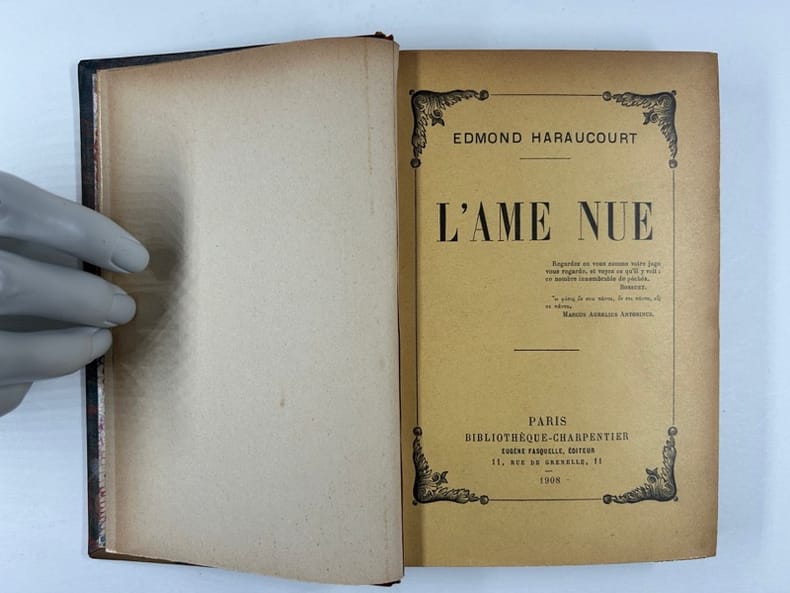 EDMOND HARAUCOURT
L'AME NUE
Regardez en vous comme votre juge
vous regarde, et voyez ce qu'il y voit :
ce nombre innombrable de péchés.
BOSSUET.
MARCUS AURELIUS ANTONINUS.
PARIS
BIBLIOTHÈQUE-CHARPENTIER
EUGÈNE FASQUELLE, ÉDITEUR
11, RUE DE GRENELLE, 11
1908